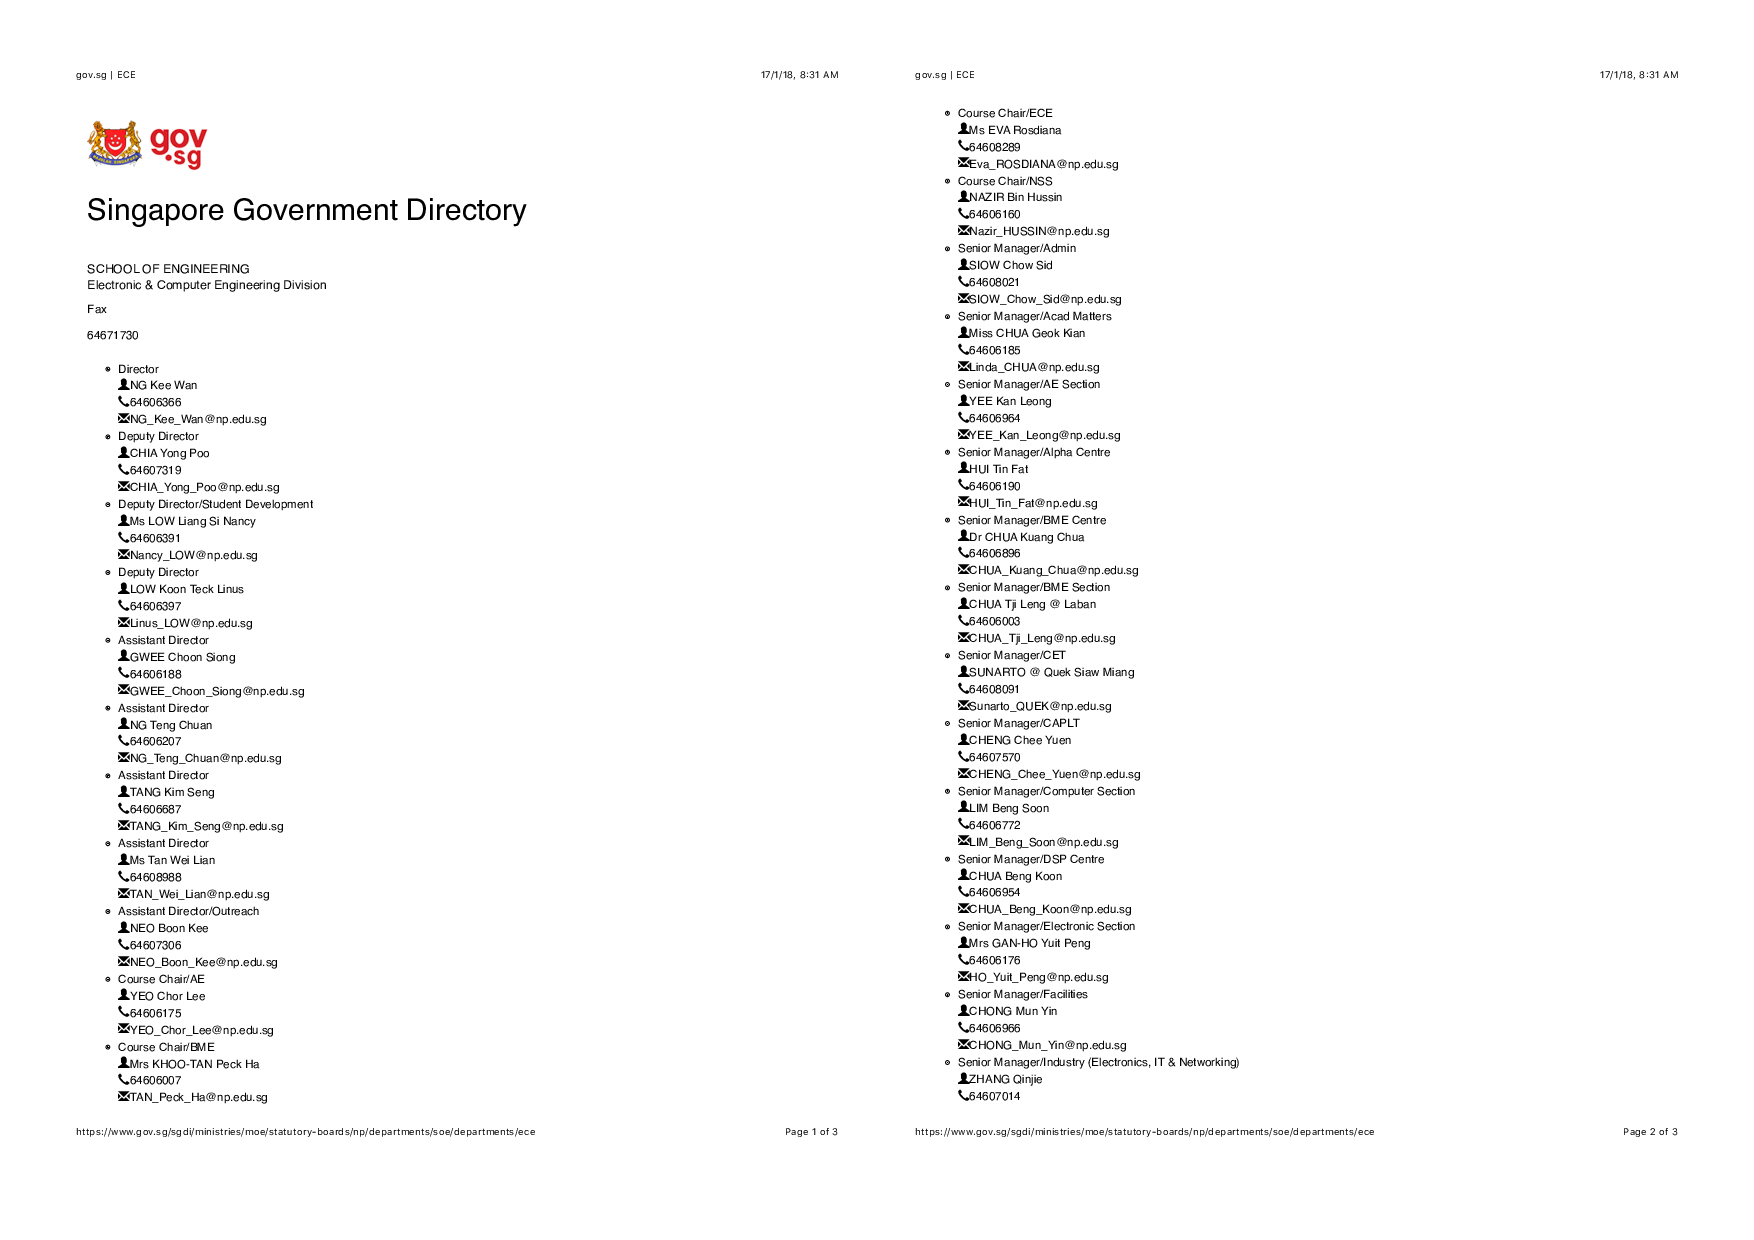 gov.sg | ECE
17/1/18, 8:31 AM
gov
.sg
Singapore Government Directory
SCHOOL OF ENGINEERING
Electronic & Computer Engineering Division
Fax
64671730
Director
NG Kee Wan
64606366
NG_Kee_Wan@np.edu.sg
Deputy Director
CHIA Yong Poo
64607319
CHIA_Yong_Poo@np.edu.sg
Deputy Director/Student Development
Ms LOW Liang Si Nancy
64606391
Nancy_LOW@np.edu.sg
Deputy Director
LOW Koon Teck Linus
64606397
Linus_LOW@np.edu.sg
Assistant Director
GWEE Choon Siong
64606188
GWEE_Choon_Siong@np.edu.sg
Assistant Director
NG Teng Chuan
64606207
NG_Teng_Chuan@np.edu.sg
Assistant Director
TANG Kim Seng
64606687
TANG_Kim_Seng@np.edu.sg
Assistant Director
Ms Tan Wei Lian
64608988
TAN_Wei_Lian@np.edu.sg
Assistant Director/Outreach
NEO Boon Kee
64607306
NEO_Boon_Kee@np.edu.sg
Course Chair/AE
YEO Chor Lee
64606175
YEO_Chor_Lee@np.edu.sg
Course Chair/BME
Mrs KHOO-TAN Peck Ha
64606007
TAN_Peck_Ha@np.edu.sg
https://www.gov.sg/sgdi/ministries/moe/statutory-boards/np/departments/soe/departments/ece
Page 1 of 3
gov.sg | ECE
17/1/18, 8:31 AM
Course Chair/ECE
Ms EVA Rosdiana
64608289
Eva_ROSDIANA@np.edu.sg
Course Chair/NSS
NAZIR Bin Hussin
64606160
Nazir_HUSSIN@np.edu.sg
Senior Manager/Admin
SIOW Chow Sid
64608021
SIOW_Chow_Sid@np.edu.sg
Senior Manager/Acad Matters
Miss CHUA Geok Kian
64606185
Linda_CHUA@np.edu.sg
Senior Manager/AE Section
YEE Kan Leong
64606964
YEE_Kan_Leong@np.edu.sg
Senior Manager/Alpha Centre
HUI Tin Fat
64606190
HUI_Tin_Fat@np.edu.sg
Senior Manager/BME Centre
Dr CHUA Kuang Chua
64606896
CHUA_Kuang_Chua@np.edu.sg
Senior Manager/BME Section
CHUA Tji Leng @ Laban
64606003
CHUA_Tji_Leng@np.edu.sg
Senior Manager/CET
SUNARTO @ Quek Siaw Miang
64608091
Sunarto_QUEK@np.edu.sg
Senior Manager/CAPLT
CHENG Chee Yuen
64607570
CHENG_Chee_Yuen@np.edu.sg
Senior Manager/Computer Section
LIM Beng Soon
64606772
LIM_Beng_Soon@np.edu.sg
Senior Manager/DSP Centre
CHUA Beng Koon
64606954
CHUA_Beng_Koon@np.edu.sg
Senior Manager/Electronic Section
Mrs GAN-HO Yuit Peng
64606176
HO_Yuit_Peng@np.edu.sg
Senior Manager/Facilities
CHONG Mun Yin
64606966
CHONG_Mun_Yin@np.edu.sg
Senior Manager/Industry (Electronics, IT & Networking)
ZHANG Qinjie
64607014
https://www.gov.sg/sgdi/ministries/moe/statutory-boards/np/departments/soe/departments/ece
Page 2 of 3